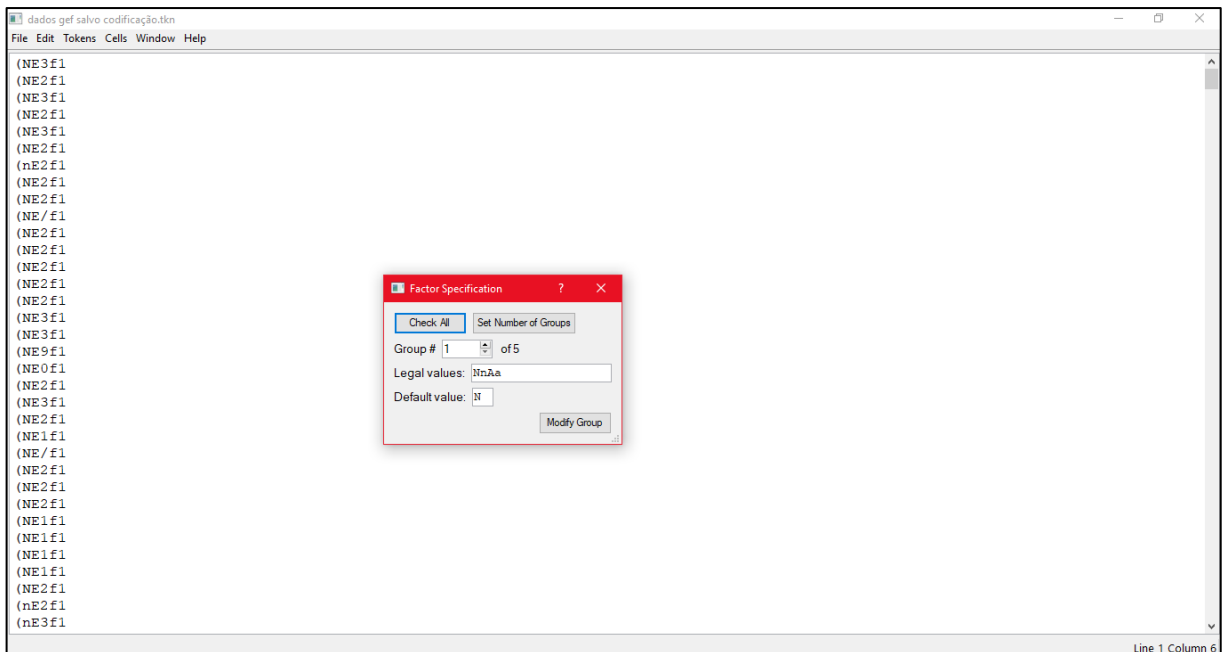 dados gef salvo codificação.tkn
File Edit Tokens Cells Window Help
(NE3f1
(NE2f1
(NE3f1
(NE2f1
(NE3f1
(NE2f1
(nE2f1
(NE2f1
(NE2f1
(NE/f1
(NE2f1
(NE2f1
(NE2f1
(NE2f1
(NE2f1
(NE3f1
(NE3f1
(NE9f1
(NE0f1
(NE2f1
(NE3f1
(NE2f1
(NE1f1
(NE/f1
(NE2f1
(NE2f1
(NE2f1
(NE1f1
(NE1f1
(NE1f1
(NE1f1
(NE2f1
(nE2f1
(nE3f1
Factor Specification ?
Check All Set Number of Groups
Group # 1 of 5
Legal values: NnAa
Default value: N
Modify Group
Line 1 Column 6